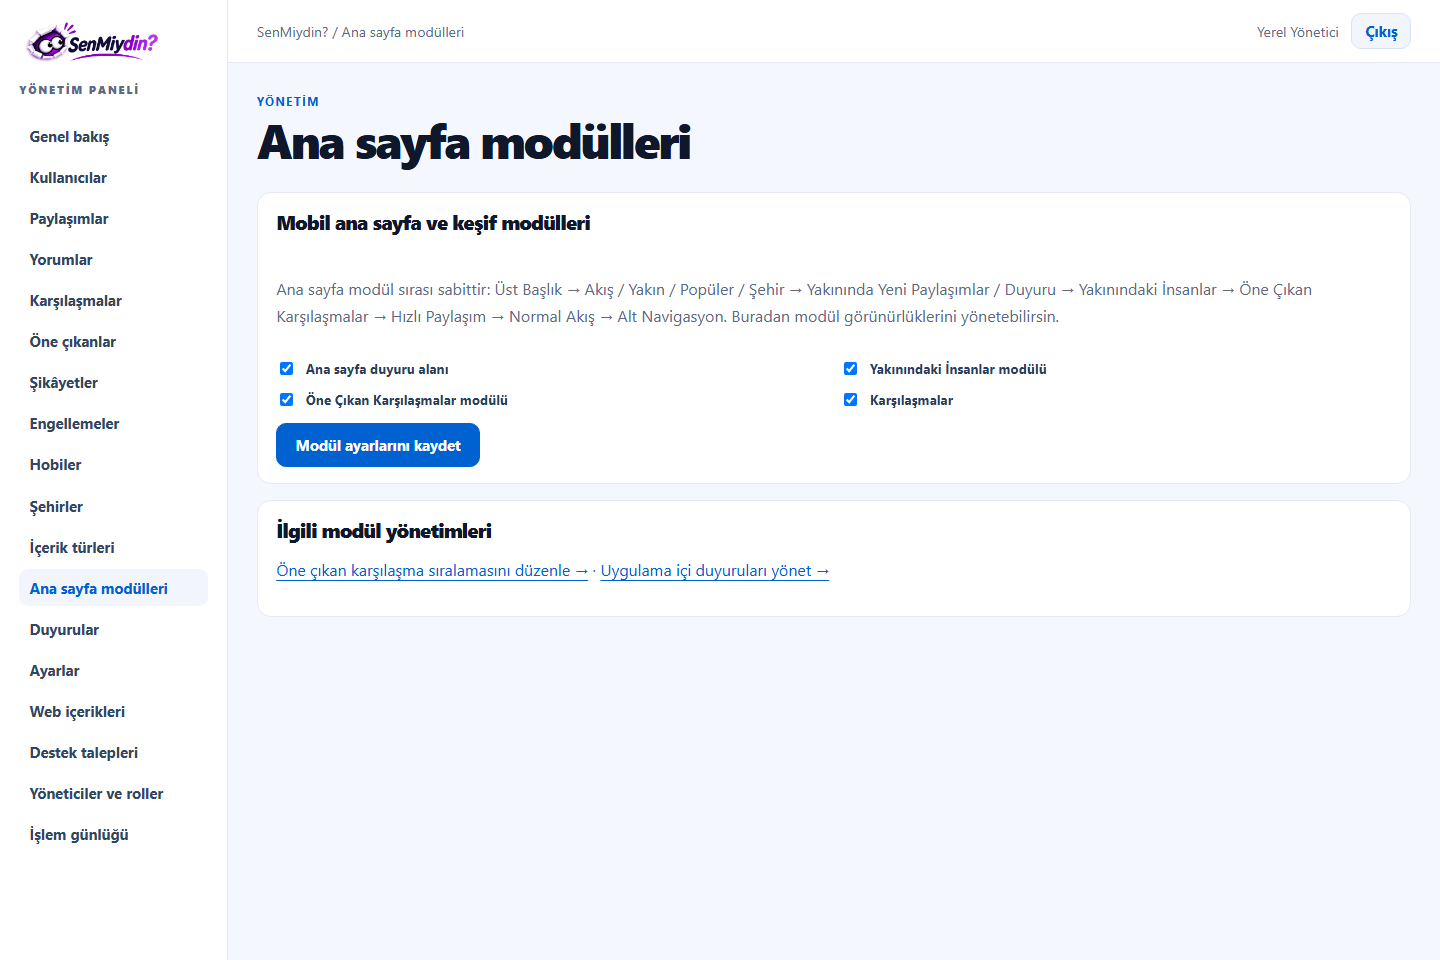 SenMiydin?
YÖNETİM PANELİ
Genel bakış
Kullanıcılar
Paylaşımlar
Yorumlar
Karşılaşmalar
Öne çıkanlar
Şikâyetler
Engellemeler
Hobiler
Şehirler
İçerik türleri
Ana sayfa modülleri
Duyurular
Ayarlar
Web içerikleri
Destek talepleri
Yöneticiler ve roller
İşlem günlüğü
SenMiydin? / Ana sayfa modülleri
Yerel Yönetici
Çıkış
YÖNETİM
Ana sayfa modülleri
Mobil ana sayfa ve keşif modülleri
Ana sayfa modül sırası sabittir: Üst Başlık → Akış / Yakın / Popüler / Şehir → Yakınında Yeni Paylaşımlar / Duyuru → Yakınındaki İnsanlar → Öne Çıkan
Karşılaşmalar → Hızlı Paylaşım → Normal Akış → Alt Navigasyon. Buradan modül görünürlüklerini yönetebilirsin.
Ana sayfa duyuru alanı
Yakınındaki İnsanlar modülü
Öne Çıkan Karşılaşmalar modülü
Karşılaşmalar
Modül ayarlarını kaydet
İlgili modül yönetimleri
Öne çıkan karşılaşma sıralamasını düzenle → · Uygulama içi duyuruları yönet →